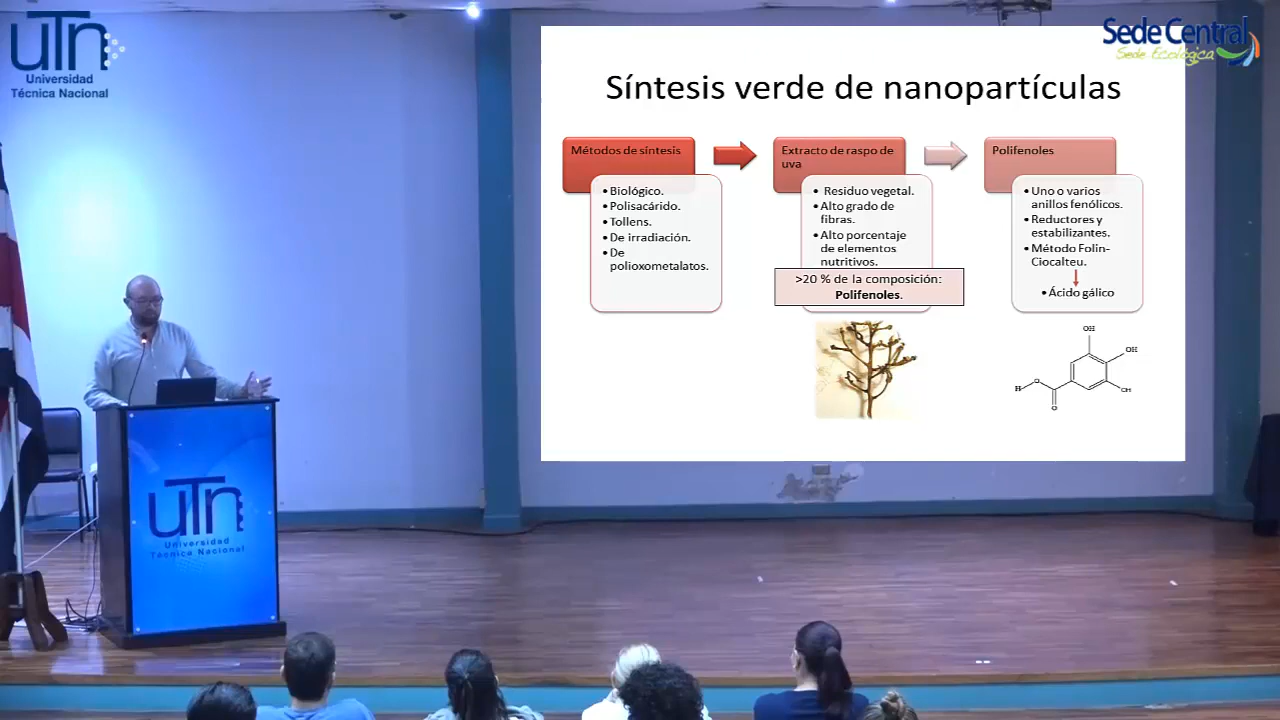 utn
Universidad
Técnica Nacional
Sede Central
Sede Ecológica
Síntesis verde de nanopartículas
Métodos de síntesis
• Biológico.
• Polisacárido.
• Tollens.
• De irradiación.
• De
polioxometalatos.
Extracto de raspo de
uva
• Residuo vegetal.
• Alto grado de
fibras.
• Alto porcentaje
de elementos
nutritivos.
>20 % de la composición:
Polifenoles.
Polifenoles
• Uno o varios
anillos fenólicos.
• Reductores y
estabilizantes.
• Método Folin-
Ciocalteu.
• Ácido gálico
OH
OH
OH
H
O
O
utn
Universidad
Técnica Nacional